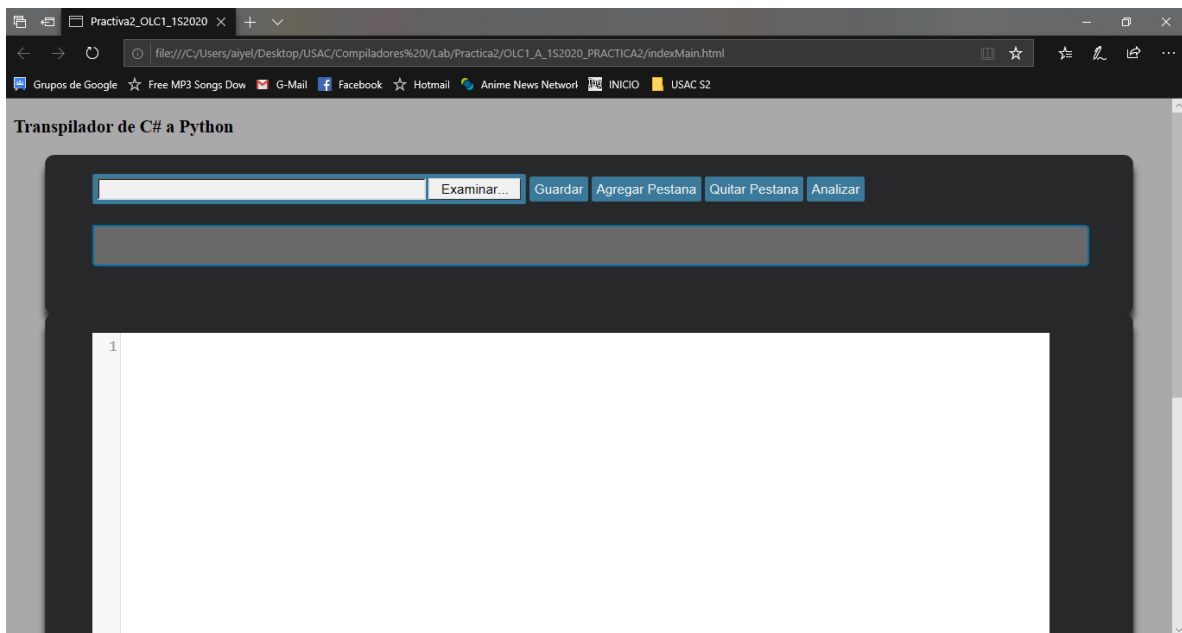 Practiva2_OLC1_1S2020
file:///C:/Users/aiyel/Desktop/USAC/Compiladores%20I/Lab/Practica2/OLC1_A_1S2020_PRACTICA2/indexMain.html
Grupos de Google Free MP3 Songs Dow G-Mail Facebook Hotmail Anime News Network INICIO USAC S2
Transpilador de C# a Python
Examinar... Guardar Agregar Pestana Quitar Pestana Analizar
1